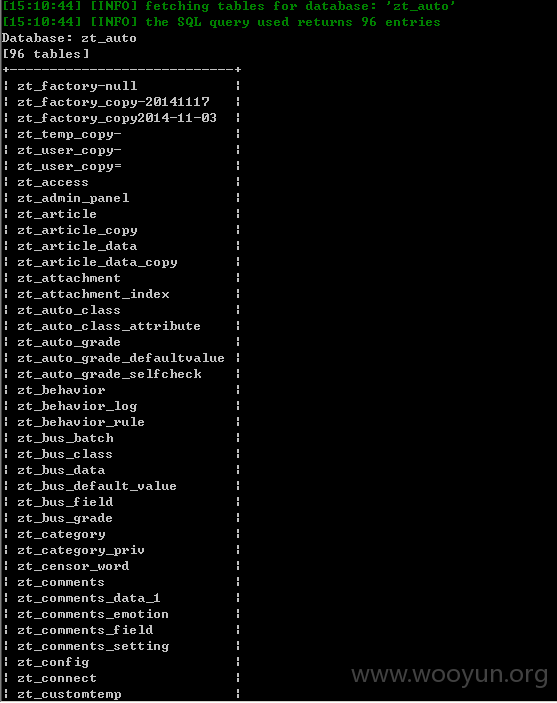 [15:10:44] [INFO] fetching tables for database: 'zt_auto'
[15:10:44] [INFO] the SQL query used returns 96 entries
Database: zt_auto
[96 tables]
+----------------------------+
¦ zt_factory-null ¦
¦ zt_factory_copy-20141117 ¦
¦ zt_factory_copy2014-11-03 ¦
¦ zt_temp_copy- ¦
¦ zt_user_copy- ¦
¦ zt_user_copy= ¦
¦ zt_access ¦
¦ zt_admin_panel ¦
¦ zt_article ¦
¦ zt_article_copy ¦
¦ zt_article_data ¦
¦ zt_article_data_copy ¦
¦ zt_attachment ¦
¦ zt_attachment_index ¦
¦ zt_auto_class ¦
¦ zt_auto_class_attribute ¦
¦ zt_auto_grade ¦
¦ zt_auto_grade_defaultvalue ¦
¦ zt_auto_grade_selfcheck ¦
¦ zt_behavior ¦
¦ zt_behavior_log ¦
¦ zt_behavior_rule ¦
¦ zt_bus_batch ¦
¦ zt_bus_class ¦
¦ zt_bus_data ¦
¦ zt_bus_default_value ¦
¦ zt_bus_field ¦
¦ zt_bus_grade ¦
¦ zt_category ¦
¦ zt_category_priv ¦
¦ zt_censor_word ¦
¦ zt_comments ¦
¦ zt_comments_data_1 ¦
¦ zt_comments_emotion ¦
¦ zt_comments_field ¦
¦ zt_comments_setting ¦
¦ zt_config ¦
¦ zt_connect ¦
¦ zt_customtemp ¦
www.wooyun.org